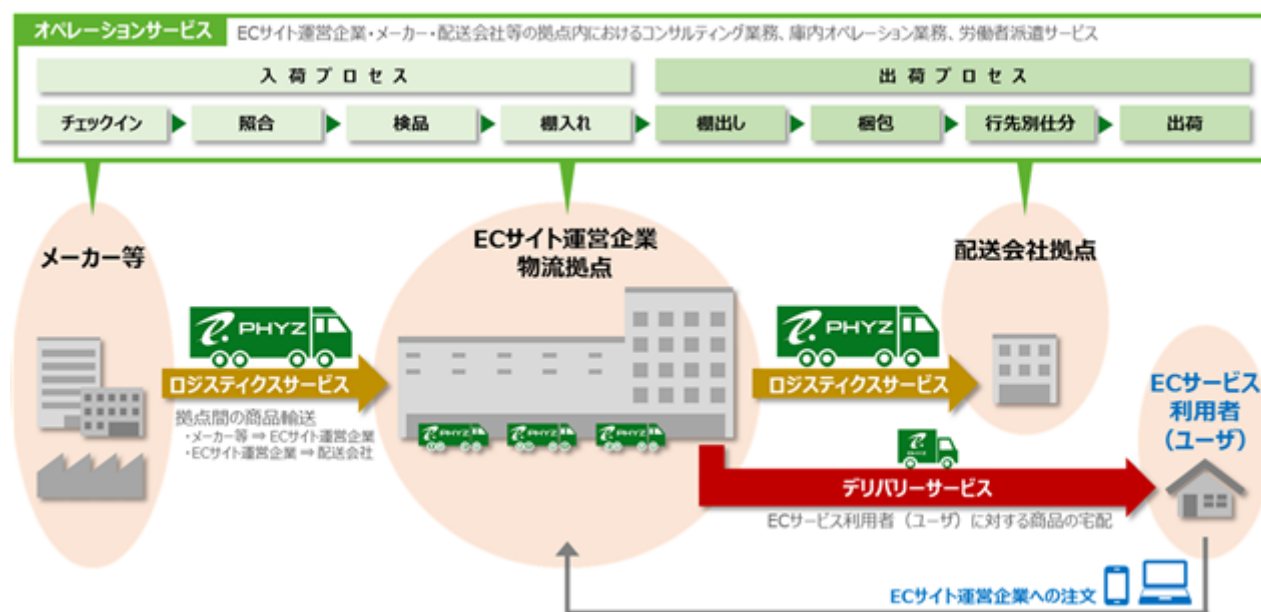 オペレーションサービス ECサイト運営企業・メーカー・配送会社等の拠点内におけるコンサルティング業務、庫内オペレーション業務、労働者派遣サービス
入荷プロセス 出荷プロセス
チェックイン 照合 検品 棚入れ 棚出し 梱包 行先別仕分 出荷
メーカー等
ECサイト運営企業
物流拠点
配送会社拠点
PHYZ
PHYZ
ロジスティクスサービス
ロジスティクスサービス
拠点間の商品輸送
・メーカー等 ⇒ ECサイト運営企業
・ECサイト運営企業 ⇒ 配送会社
PHYZ PHYZ PHYZ
ECサービス
利用者
（ユーザ）
PHYZ
デリバリーサービス
ECサービス利用者（ユーザ）に対する商品の宅配
ECサイト運営企業への注文